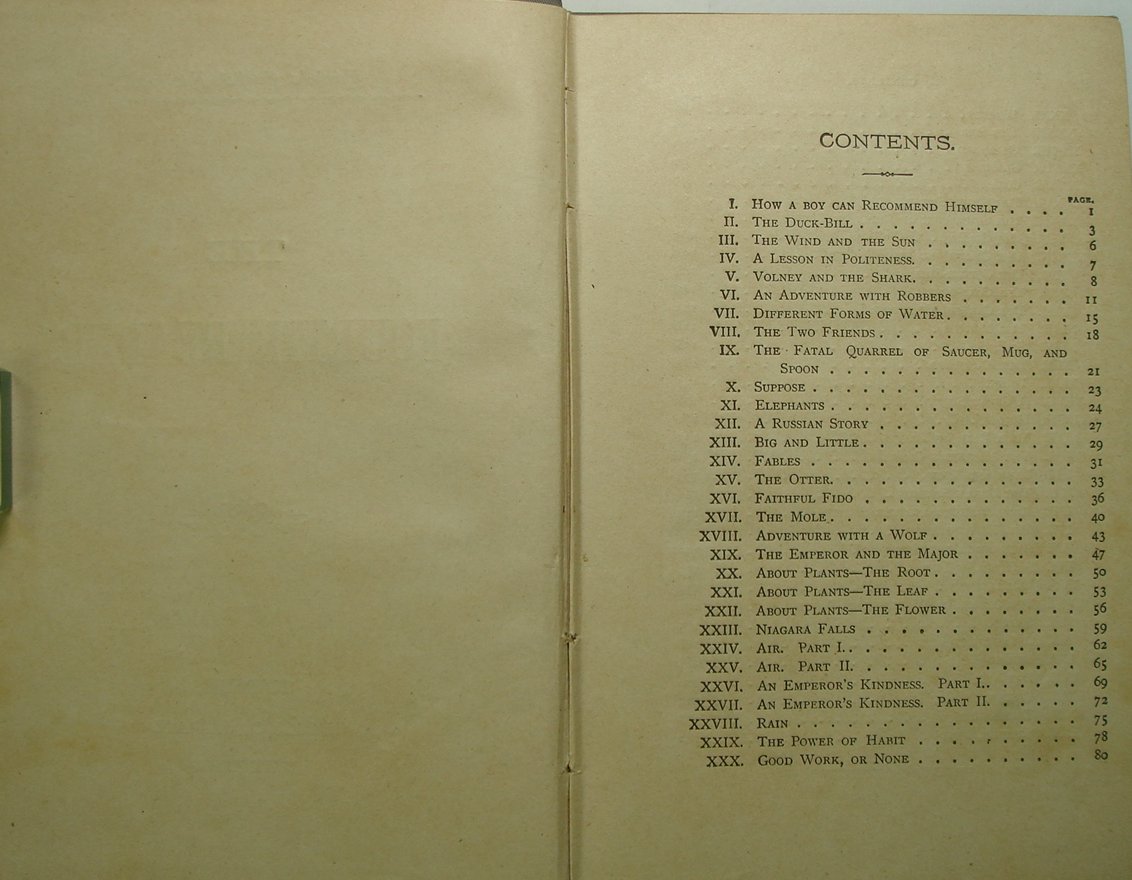 CONTENTS.
PAGE.
I. HOW A BOY CAN RECOMMEND HIMSELF . . . . 1
II. THE DUCK-BILL . . . . . . . . . . . . . 3
III. THE WIND AND THE SUN . . . . . . . . . 6
IV. A LESSON IN POLITENESS. . . . . . . . . 7
V. VOLNEY AND THE SHARK. . . . . . . . . . 8
VI. AN ADVENTURE WITH ROBBERS . . . . . . . 11
VII. DIFFERENT FORMS OF WATER. . . . . . . . 15
VIII. THE TWO FRIENDS . . . . . . . . . . . . 18
IX. THE FATAL QUARREL OF SAUCER, MUG, AND
SPOON . . . . . . . . . . . . . . . 21
X. SUPPOSE . . . . . . . . . . . . . . . . 23
XI. ELEPHANTS . . . . . . . . . . . . . . . 24
XII. A RUSSIAN STORY . . . . . . . . . . . . 27
XIII. BIG AND LITTLE . . . . . . . . . . . . . 29
XIV. FABLES . . . . . . . . . . . . . . . . 31
XV. THE OTTER. . . . . . . . . . . . . . . 33
XVI. FAITHFUL FIDO . . . . . . . . . . . . . 36
XVII. THE MOLE . . . . . . . . . . . . . . . 40
XVIII. ADVENTURE WITH A WOLF . . . . . . . . . 43
XIX. THE EMPEROR AND THE MAJOR . . . . . . . 47
XX. ABOUT PLANTS—THE ROOT . . . . . . . . . 50
XXI. ABOUT PLANTS—THE LEAF . . . . . . . . . 53
XXII. ABOUT PLANTS—THE FLOWER . . . . . . . . 56
XXIII. NIAGARA FALLS . . . . . . . . . . . . . 59
XXIV. AIR. PART I. . . . . . . . . . . . . . 62
XXV. AIR. PART II. . . . . . . . . . . . . 65
XXVI. AN EMPEROR'S KINDNESS. PART I. . . . . . 69
XXVII. AN EMPEROR'S KINDNESS. PART II. . . . . . 72
XXVIII. RAIN . . . . . . . . . . . . . . . . . 75
XXIX. THE POWER OF HABIT . . . . . . . . . . 78
XXX. GOOD WORK, OR NONE . . . . . . . . . . 80